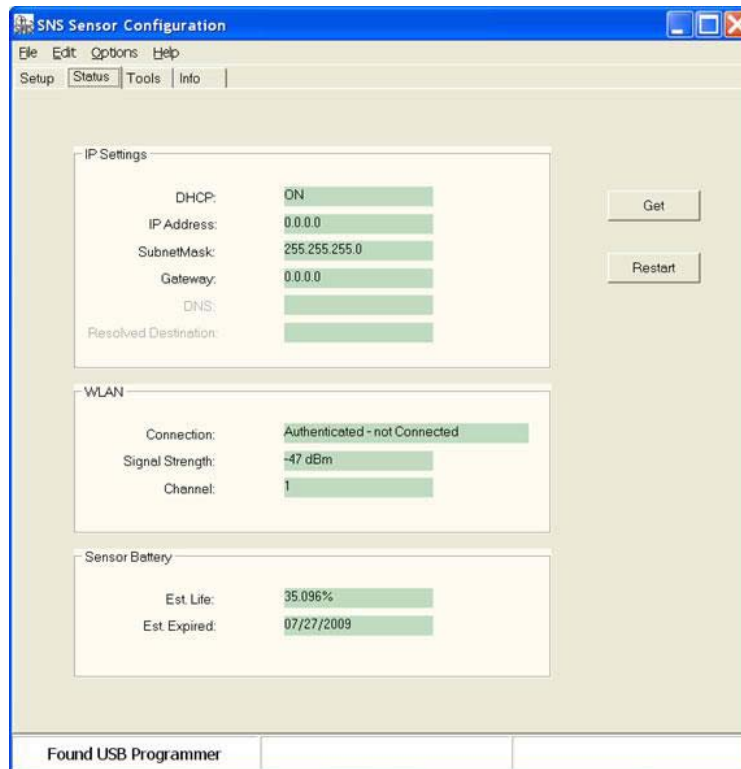 SNS Sensor Configuration
File Edit Options Help
Setup Status Tools Info
IP Settings
DHCP: ON
IP Address: 0.0.0.0
SubnetMask: 255.255.255.0
Gateway: 0.0.0.0
DNS:
Resolved Destination:
Get
Restart
WLAN
Connection: Authenticated - not Connected
Signal Strength: -47 dBm
Channel: 1
Sensor Battery
Est. Life: 35.096%
Est. Expired: 07/27/2009
Found USB Programmer